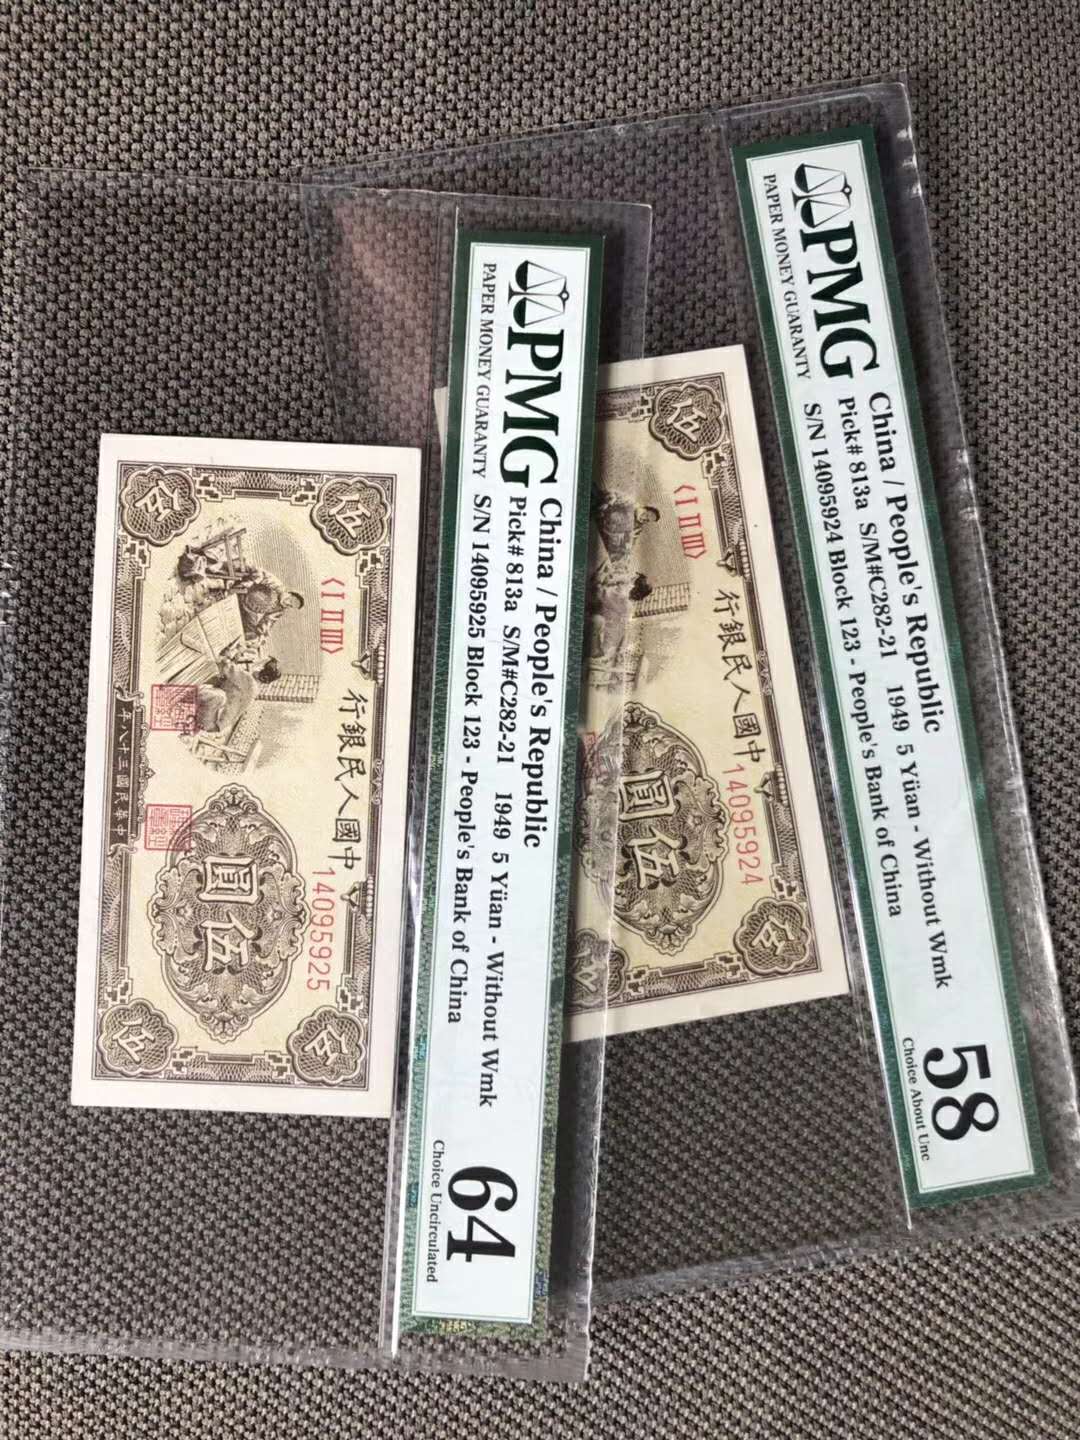 PMG
PAPER MONEY GUARANTY
China / People's Republic
Pick# 813a S/M#C282-21 1949 5 Yüan - Without Wmk
S/N 14095925 Block 123 - People's Bank of China
64
Choice Uncirculated
中國人民銀行
〈I II III〉
14095925
伍
伍
伍圓
伍
伍
中華民國三十八年
PMG
PAPER MONEY GUARANTY
China / People's Republic
Pick# 813a S/M#C282-21 1949 5 Yüan - Without Wmk
S/N 14095924 Block 123 - People's Bank of China
58
Choice About Unc
中國人民銀行
〈I II III〉
14095924
伍
伍圓
伍